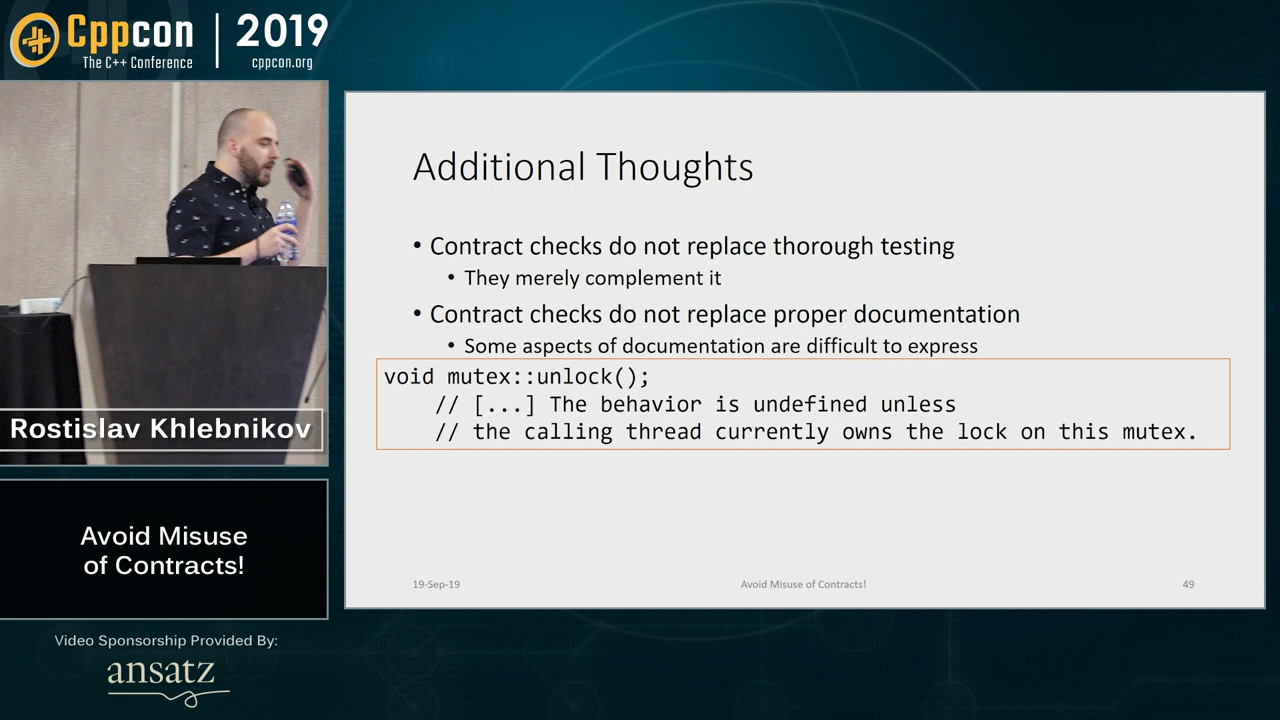 Cppcon
The C++ Conference
2019
cppcon.org
Rostislav Khlebnikov
Avoid Misuse
of Contracts!
Video Sponsorship Provided By:
ansatz
Additional Thoughts
• Contract checks do not replace thorough testing
• They merely complement it
• Contract checks do not replace proper documentation
• Some aspects of documentation are difficult to express
void mutex::unlock();
// [...] The behavior is undefined unless
// the calling thread currently owns the lock on this mutex.
19-Sep-19
Avoid Misuse of Contracts!
49